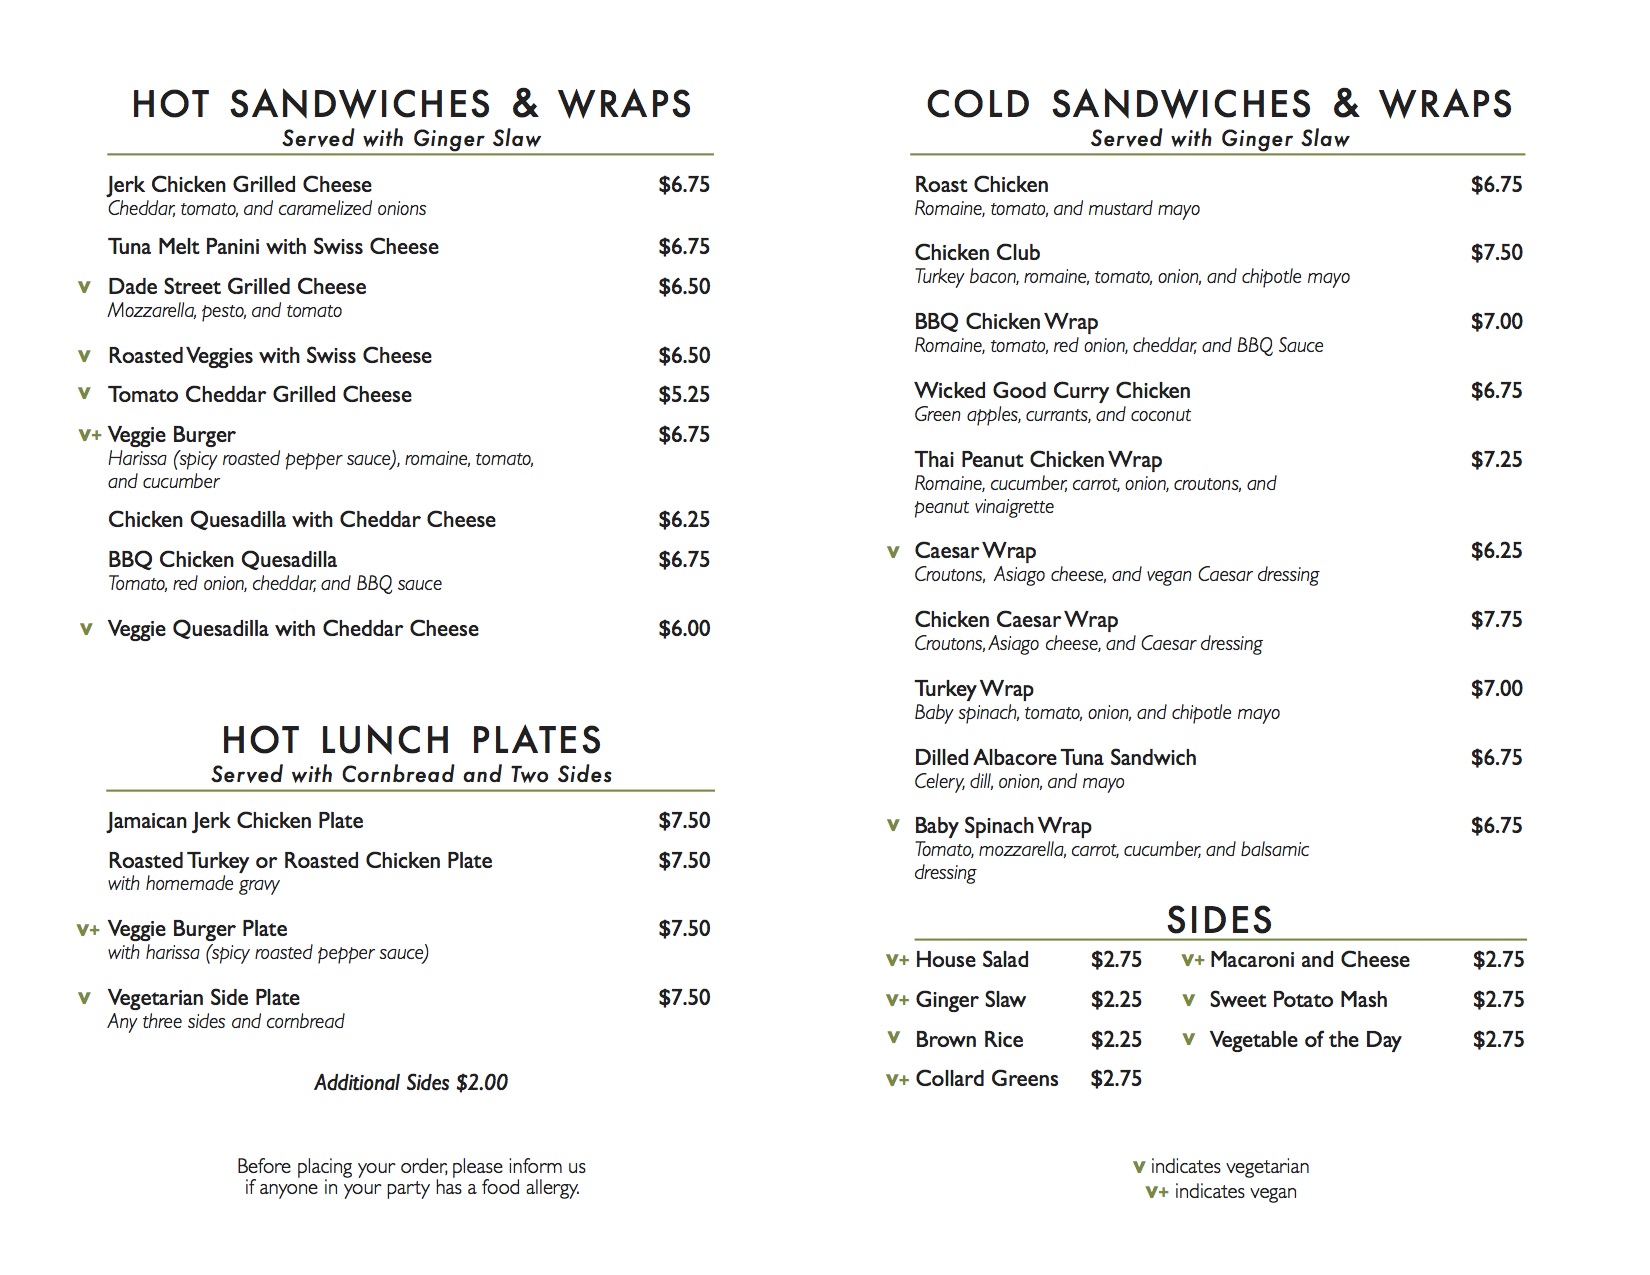 HOT SANDWICHES & WRAPS
Served with Ginger Slaw
Jerk Chicken Grilled Cheese $6.75
Cheddar, tomato, and caramelized onions
Tuna Melt Panini with Swiss Cheese $6.75
v Dade Street Grilled Cheese $6.50
Mozzarella, pesto, and tomato
v Roasted Veggies with Swiss Cheese $6.50
v Tomato Cheddar Grilled Cheese $5.25
v+ Veggie Burger $6.75
Harissa (spicy roasted pepper sauce), romaine, tomato,
and cucumber
Chicken Quesadilla with Cheddar Cheese $6.25
BBQ Chicken Quesadilla $6.75
Tomato, red onion, cheddar, and BBQ sauce
v Veggie Quesadilla with Cheddar Cheese $6.00
HOT LUNCH PLATES
Served with Cornbread and Two Sides
Jamaican Jerk Chicken Plate $7.50
Roasted Turkey or Roasted Chicken Plate $7.50
with homemade gravy
v+ Veggie Burger Plate $7.50
with harissa (spicy roasted pepper sauce)
v Vegetarian Side Plate $7.50
Any three sides and cornbread
Additional Sides $2.00
Before placing your order, please inform us
if anyone in your party has a food allergy.
COLD SANDWICHES & WRAPS
Served with Ginger Slaw
Roast Chicken $6.75
Romaine, tomato, and mustard mayo
Chicken Club $7.50
Turkey bacon, romaine, tomato, onion, and chipotle mayo
BBQ Chicken Wrap $7.00
Romaine, tomato, red onion, cheddar, and BBQ Sauce
Wicked Good Curry Chicken $6.75
Green apples, currants, and coconut
Thai Peanut Chicken Wrap $7.25
Romaine, cucumber, carrot, onion, croutons, and
peanut vinaigrette
v Caesar Wrap $6.25
Croutons, Asiago cheese, and vegan Caesar dressing
Chicken Caesar Wrap $7.75
Croutons, Asiago cheese, and Caesar dressing
Turkey Wrap $7.00
Baby spinach, tomato, onion, and chipotle mayo
Dilled Albacore Tuna Sandwich $6.75
Celery, dill, onion, and mayo
v Baby Spinach Wrap $6.75
Tomato, mozzarella, carrot, cucumber, and balsamic
dressing
SIDES
v+ House Salad $2.75 v+ Macaroni and Cheese $2.75
v+ Ginger Slaw $2.25 v Sweet Potato Mash $2.75
v Brown Rice $2.25 v Vegetable of the Day $2.75
v+ Collard Greens $2.75
v indicates vegetarian
v+ indicates vegan